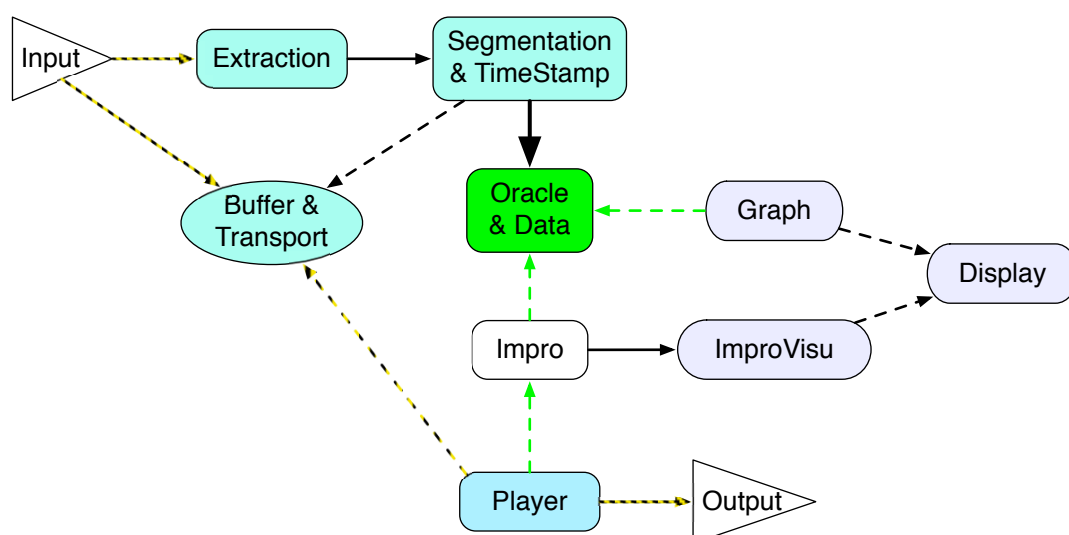 Input
Extraction
Segmentation
& TimeStamp
Buffer &
Transport
Oracle
& Data
Graph
Display
Impro
ImproVisu
Player
Output